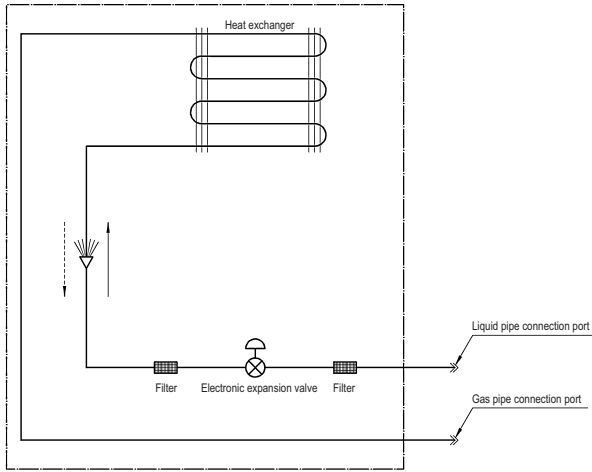 Heat exchanger
Liquid pipe connection port
Filter
Electronic expansion valve
Filter
Gas pipe connection port